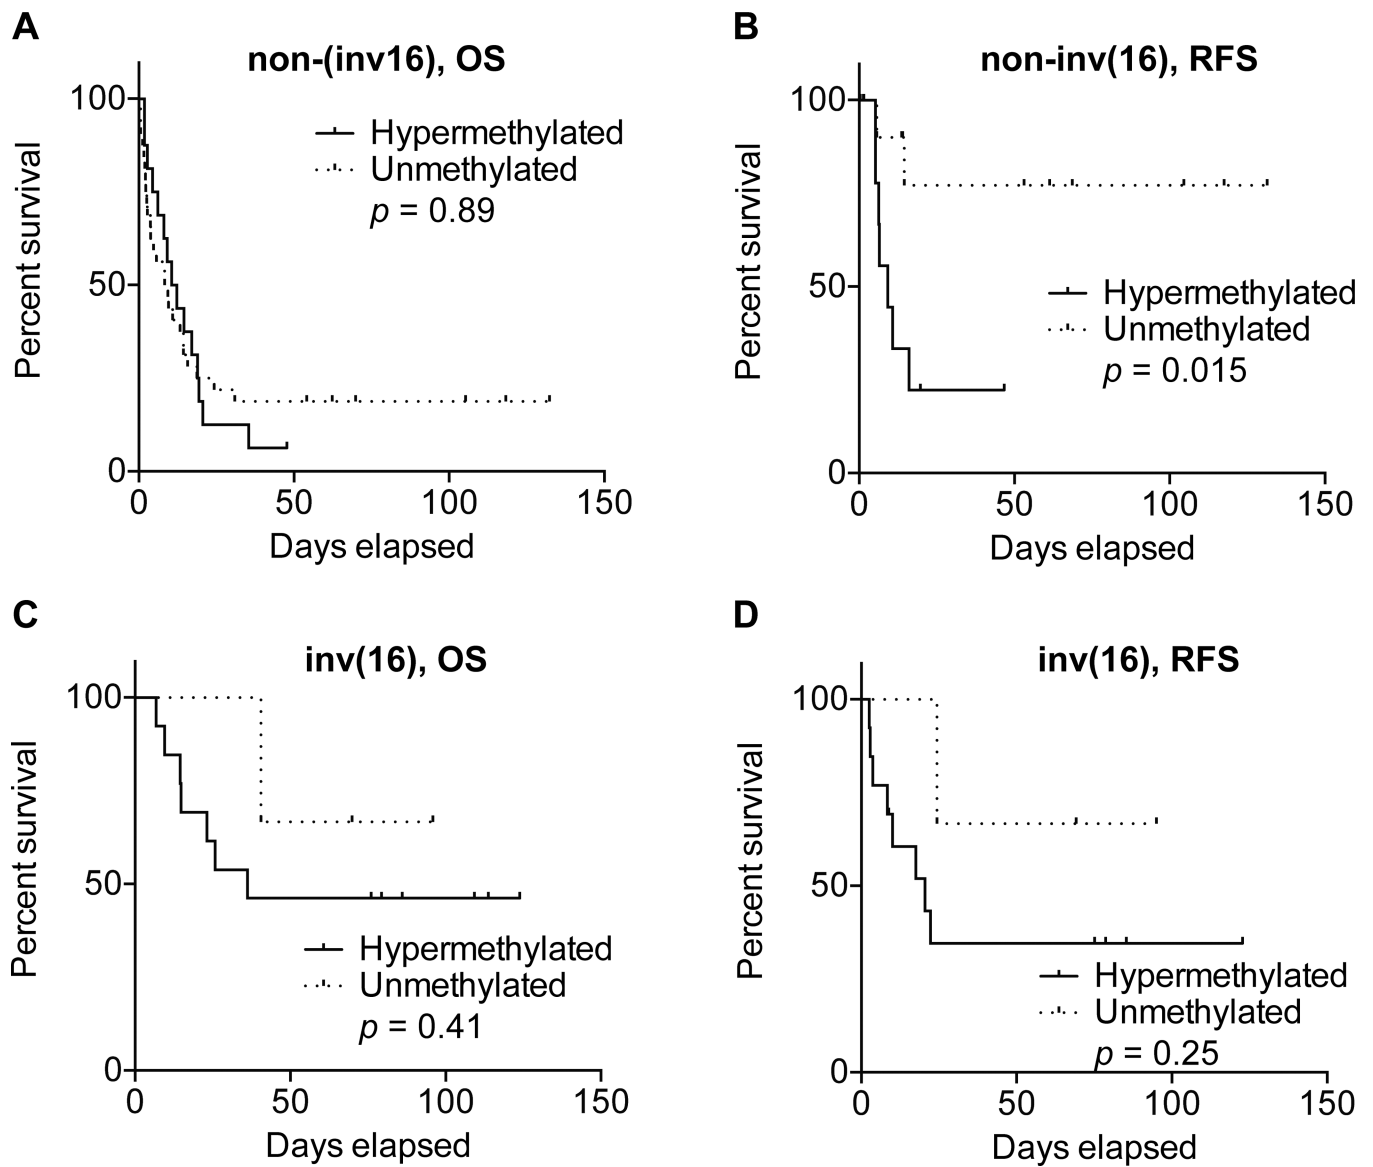 A
non-(inv16), OS
Percent survival
100
50
0
Hypermethylated
Unmethylated
p = 0.89
0 50 100 150
Days elapsed
B
non-inv(16), RFS
Percent survival
100
50
0
Hypermethylated
Unmethylated
p = 0.015
0 50 100 150
Days elapsed
C
inv(16), OS
Percent survival
100
50
0
Hypermethylated
Unmethylated
p = 0.41
0 50 100 150
Days elapsed
D
inv(16), RFS
Percent survival
100
50
0
Hypermethylated
Unmethylated
p = 0.25
0 50 100 150
Days elapsed